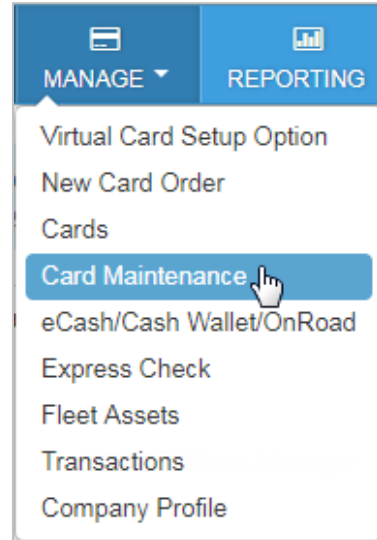 MANAGE
REPORTING
Virtual Card Setup Option
New Card Order
Cards
Card Maintenance
eCash/Cash Wallet/OnRoad
Express Check
Fleet Assets
Transactions
Company Profile